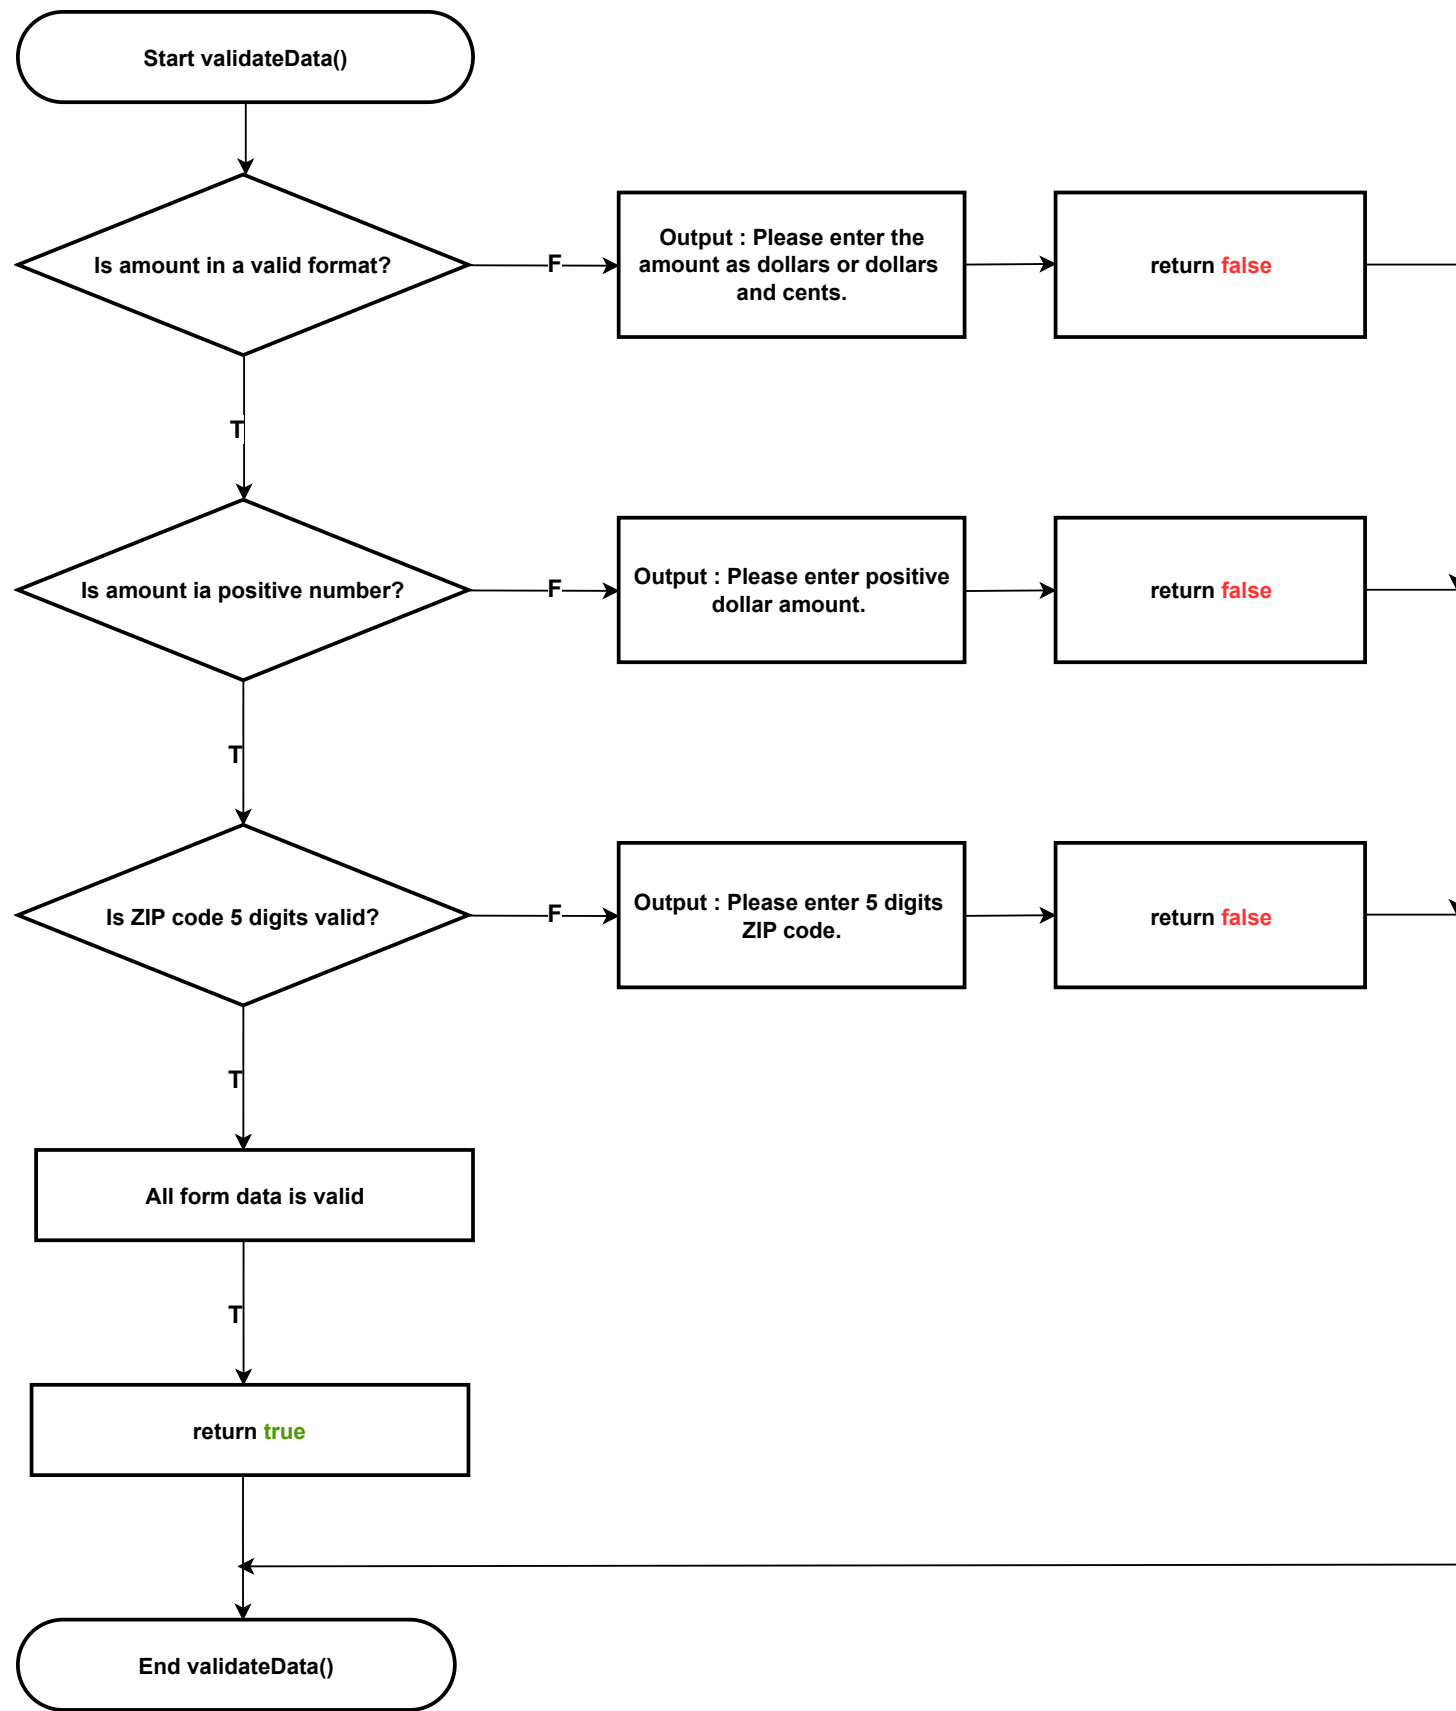 Start validateData()
Is amount in a valid format?
F
Output : Please enter the
amount as dollars or dollars
and cents.
return false
T
Is amount ia positive number?
F
Output : Please enter positive
dollar amount.
return false
T
Is ZIP code 5 digits valid?
F
Output : Please enter 5 digits
ZIP code.
return false
T
All form data is valid
T
return true
End validateData()